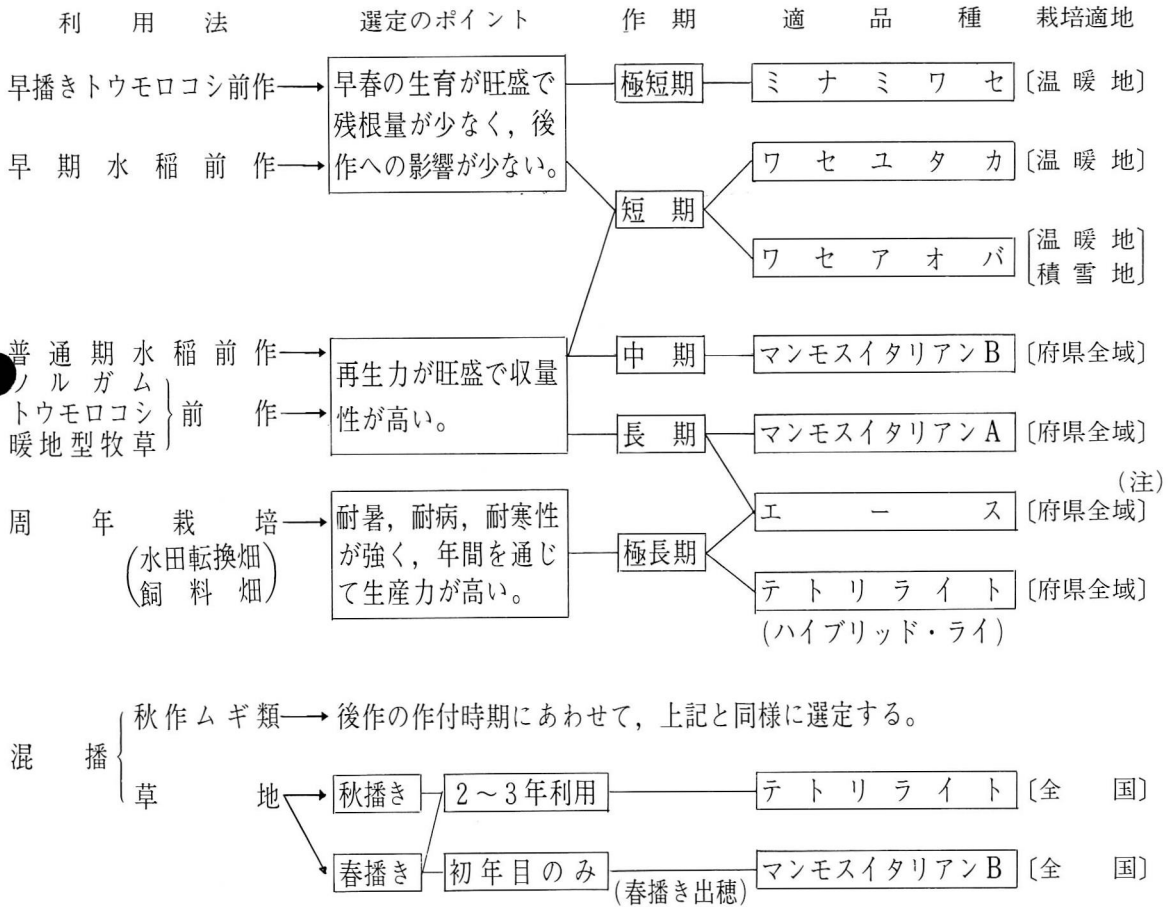 利用法 選定のポイント 作期 適品種 栽培適地
早播きトウモロコシ前作→ 早春の生育が旺盛で 極短期 ミナミワセ 〔温暖地〕
残根量が少なく，後
早期水稲前作→ 作への影響が少ない。 ワセユタカ 〔温暖地〕
短期
ワセアオバ 〔温暖地
積雪地〕
普通期水稲前作→ 再生力が旺盛で収量 中期 マンモスイタリアンB 〔府県全域〕
ソルガム
トウモロコシ 前作→ 性が高い。 長期 マンモスイタリアンA 〔府県全域〕
暖地型牧草
(注)
周年栽培→ 耐暑，耐病，耐寒性 エース 〔府県全域〕
(水田転換畑 が強く，年間を通じ 極長期
飼料畑) て生産力が高い。 テトリライト 〔府県全域〕
(ハイブリッド・ライ)
混播 秋作ムギ類→ 後作の作付時期にあわせて，上記と同様に選定する。
草地 秋播き 2～3年利用 テトリライト 〔全国〕
春播き 初年目のみ (春播き出穂) マンモスイタリアンB 〔全国〕